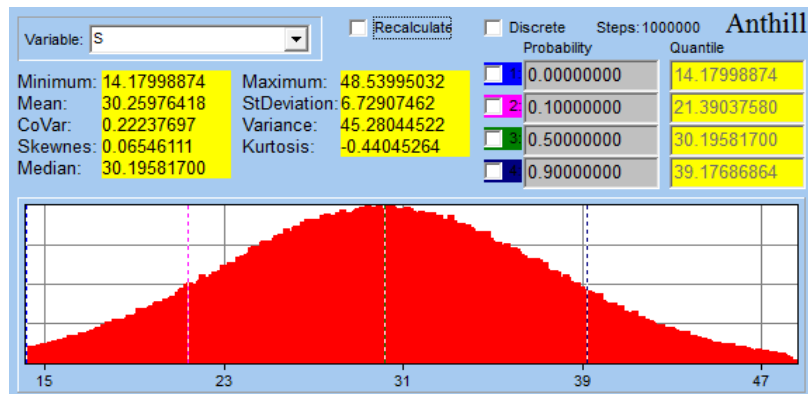 Variable: S Recalculate Discrete Steps:1000000 Anthill
Probability Quantile
Minimum: 14.17998874 Maximum: 48.53995032 1 0.00000000 14.17998874
Mean: 30.25976418 StDeviation: 6.72907462 2 0.10000000 21.39037580
CoVar: 0.22237697 Variance: 45.28044522 3 0.50000000 30.19581700
Skewnes: 0.06546111 Kurtosis: -0.44045264 4 0.90000000 39.17686864
Median: 30.19581700
15 23 31 39 47